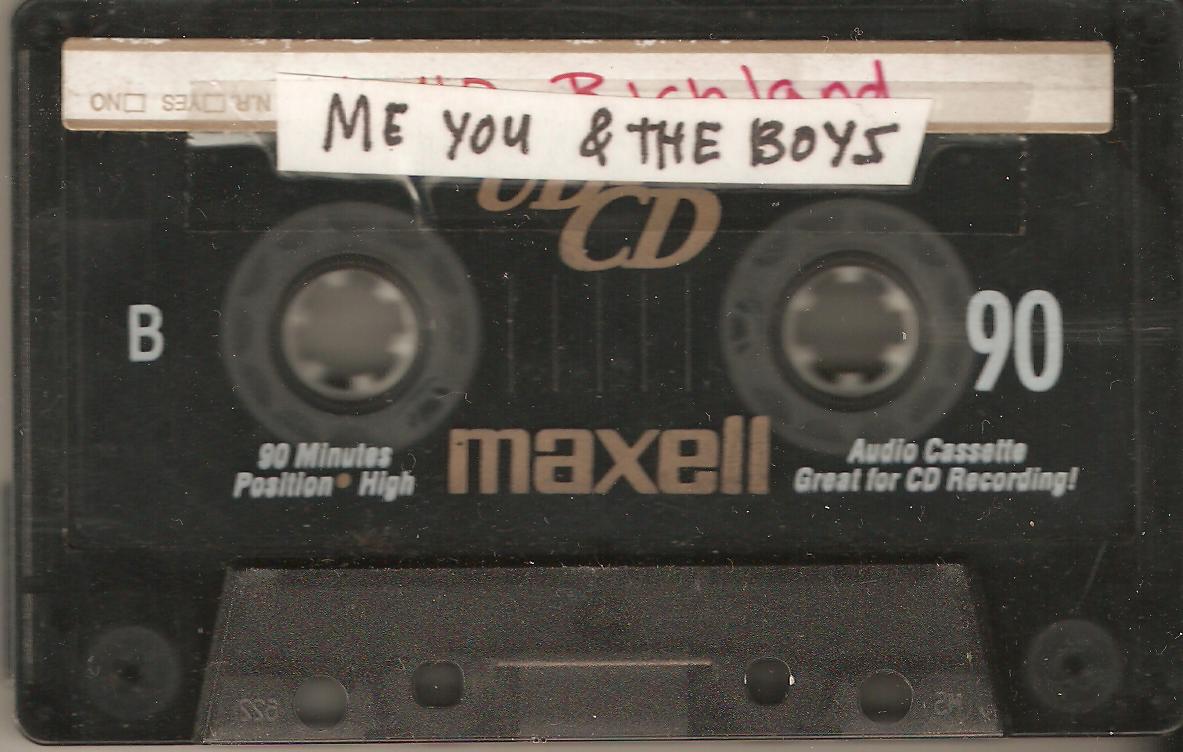 Richland
N.R. □YES □NO
ME YOU & THE BOYS
UD
CD
B
90
maxell
90 Minutes
Position • High
Audio Cassette
Great for CD Recording!